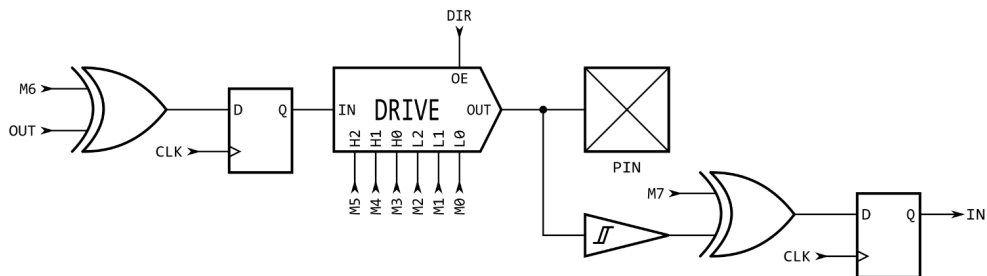 DIR
OE
M6
OUT
D
Q
CLK
IN
DRIVE
OUT
H2
H1
H0
L2
L1
L0
M5
M4
M3
M2
M1
M0
PIN
M7
D
Q
IN
CLK